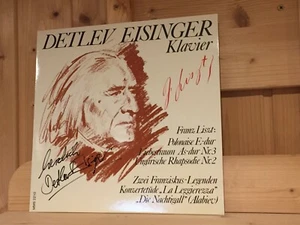 DETLEV EISINGER
Klavier
F. Liszt
Franz Liszt:
Polonaise E-dur
Liebestraum As-dur Nr.3
Ungarische Rhapsodie Nr.2
Zwei Franziskus-Legenden
Konzertetüde „La Leggierezza"
„Die Nachtigall" (Alabiev)